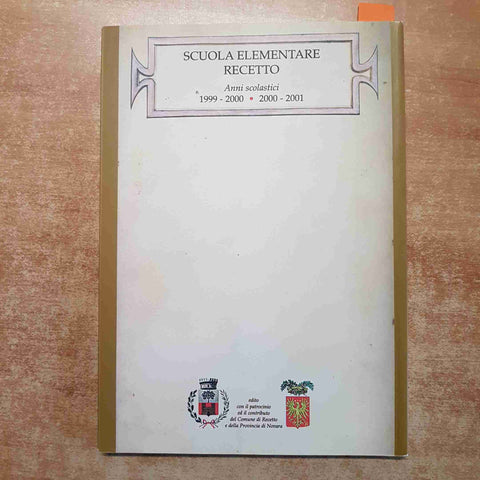 SCUOLA ELEMENTARE
RECETTO
Anni scolastici
1999 - 2000 • 2000 - 2001
edito
con il patrocinio
ed il contributo
del Comune di Recetto
e della Provincia di Novara